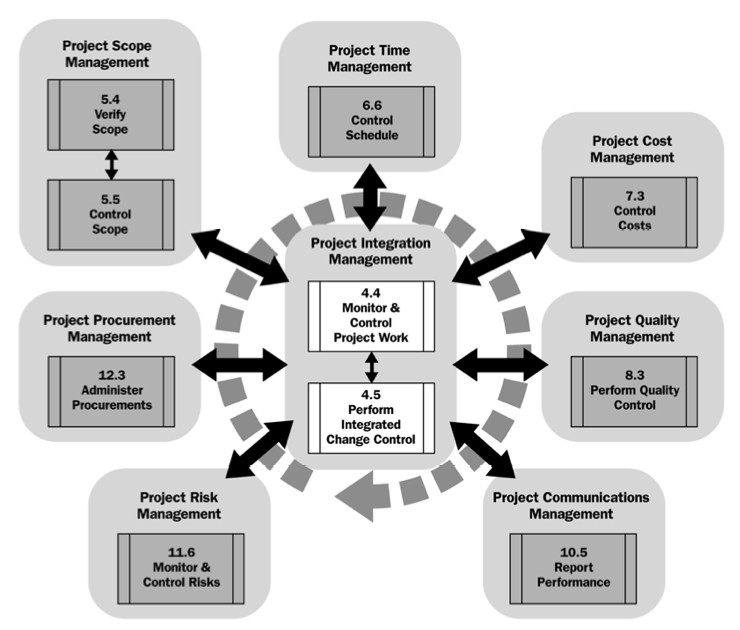 Project Scope
Management
5.4
Verify
Scope
5.5
Control
Scope
Project Time
Management
6.6
Control
Schedule
Project Cost
Management
7.3
Control
Costs
Project Integration
Management
4.4
Monitor &
Control
Project Work
4.5
Perform
Integrated
Change Control
Project Procurement
Management
12.3
Administer
Procurements
Project Quality
Management
8.3
Perform Quality
Control
Project Risk
Management
11.6
Monitor &
Control Risks
Project Communications
Management
10.5
Report
Performance